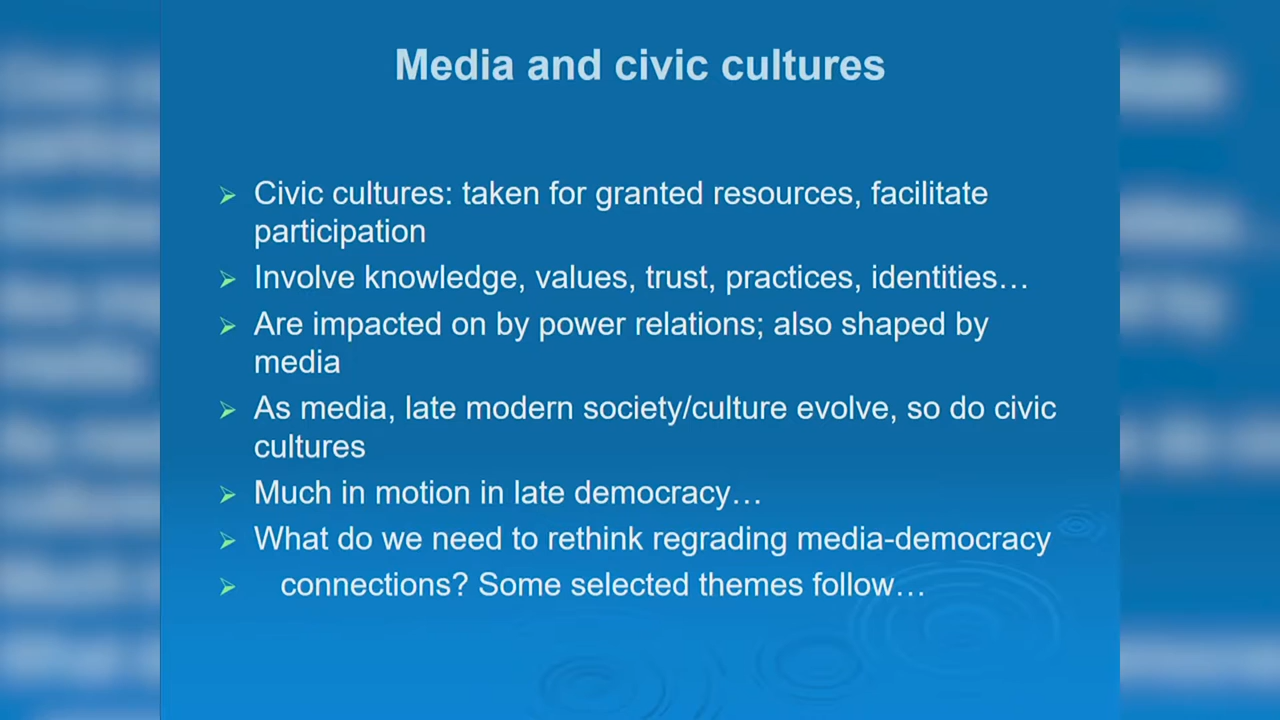 Media and civic cultures
Civic cultures: taken for granted resources, facilitate
participation
Involve knowledge, values, trust, practices, identities…
Are impacted on by power relations; also shaped by
media
As media, late modern society/culture evolve, so do civic
cultures
Much in motion in late democracy…
What do we need to rethink regrading media-democracy
connections? Some selected themes follow…